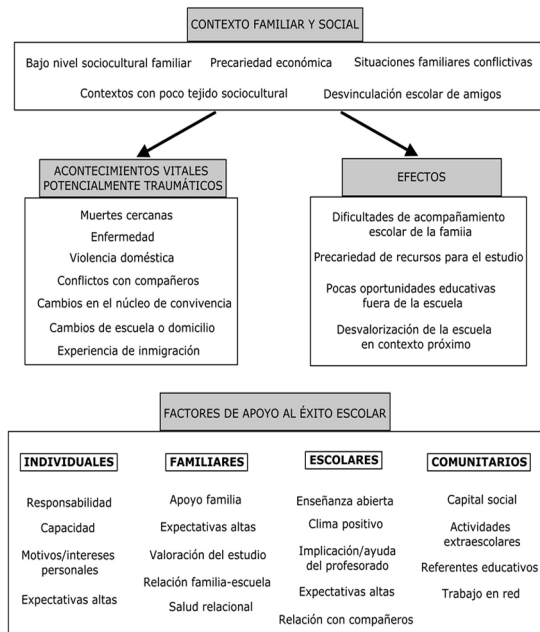 CONTEXTO FAMILIAR Y SOCIAL
Bajo nivel sociocultural familiar
Precariedad económica
Situaciones familiares conflictivas
Contextos con poco tejido sociocultural
Desvinculación escolar de amigos
ACONTECIMIENTOS VITALES
POTENCIALMENTE TRAUMÁTICOS
Muertes cercanas
Enfermedad
Violencia doméstica
Conflictos con compañeros
Cambios en el núcleo de convivencia
Cambios de escuela o domicilio
Experiencia de inmigración
EFECTOS
Dificultades de acompañamiento
escolar de la famiia
Precariedad de recursos para el estudio
Pocas oportunidades educativas
fuera de la escuela
Desvalorización de la escuela
en contexto próximo
FACTORES DE APOYO AL ÉXITO ESCOLAR
INDIVIDUALES
Responsabilidad
Capacidad
Motivos/intereses
personales
Expectativas altas
FAMILIARES
Apoyo familia
Expectativas altas
Valoración del estudio
Relación familia-escuela
Salud relacional
ESCOLARES
Enseñanza abierta
Clima positivo
Implicación/ayuda
del profesorado
Expectativas altas
Relación con compañeros
COMUNITARIOS
Capital social
Actividades
extraescolares
Referentes educativos
Trabajo en red